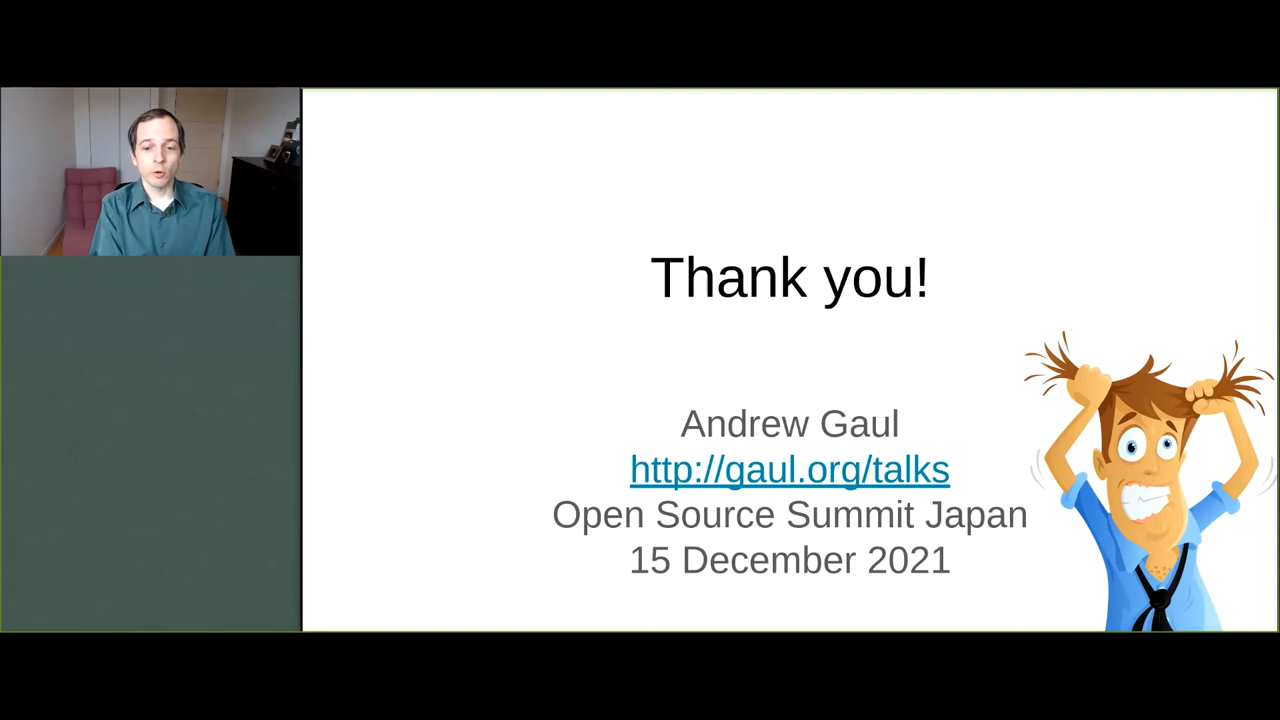 Thank you!
Andrew Gaul
http://gaul.org/talks
Open Source Summit Japan
15 December 2021